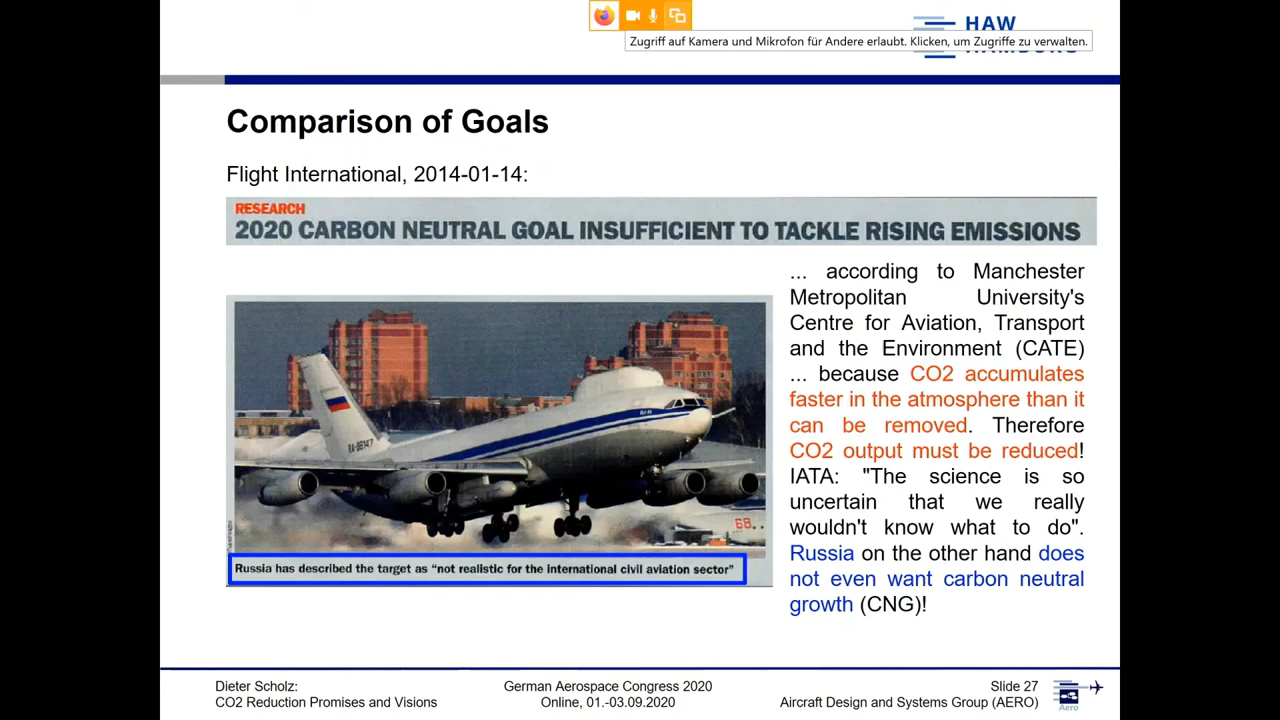 HAW
Zugriff auf Kamera und Mikrofon für Andere erlaubt. Klicken, um Zugriffe zu verwalten.
Comparison of Goals
Flight International, 2014-01-14:
RESEARCH
2020 CARBON NEUTRAL GOAL INSUFFICIENT TO TACKLE RISING EMISSIONS
... according to Manchester
Metropolitan University's
Centre for Aviation, Transport
and the Environment (CATE)
... because CO2 accumulates
faster in the atmosphere than it
can be removed. Therefore
CO2 output must be reduced!
IATA: "The science is so
uncertain that we really
wouldn't know what to do".
Russia on the other hand does
not even want carbon neutral
growth (CNG)!
RA-86147
68
Russia has described the target as “not realistic for the international civil aviation sector”
Dieter Scholz:
CO2 Reduction Promises and Visions
German Aerospace Congress 2020
Online, 01.-03.09.2020
Slide 27
Aircraft Design and Systems Group (AERO)
Aero